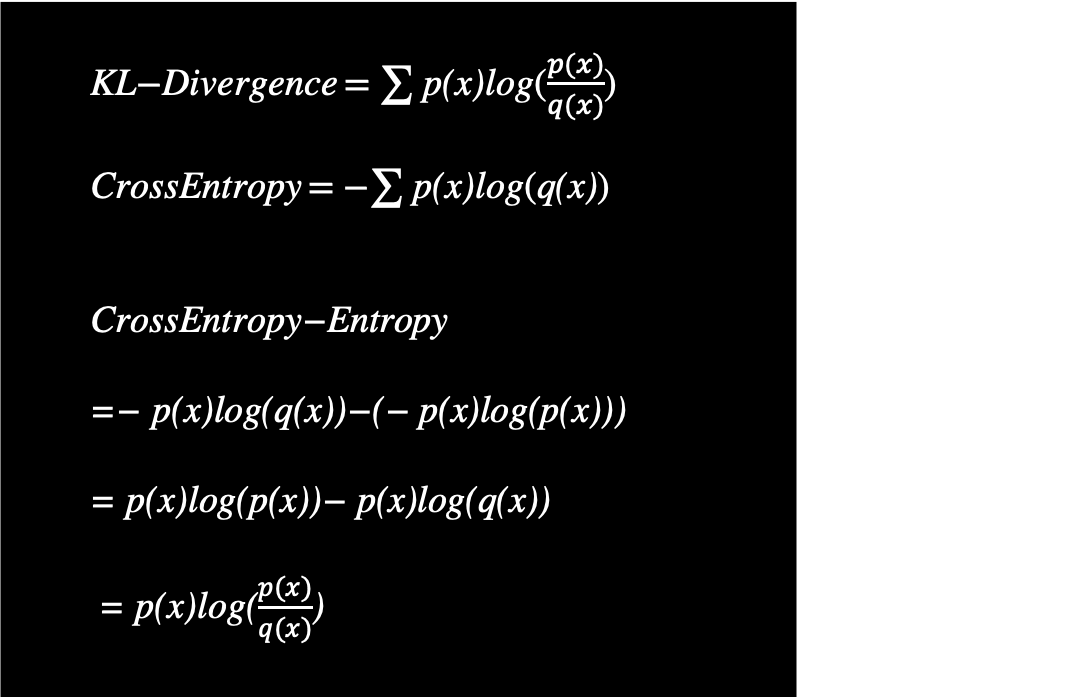 KL−Divergence = ∑ p(x)log(p(x)/q(x))
CrossEntropy = −∑ p(x)log(q(x))
CrossEntropy−Entropy
=− p(x)log(q(x))−(− p(x)log(p(x)))
= p(x)log(p(x))− p(x)log(q(x))
= p(x)log(p(x)/q(x))